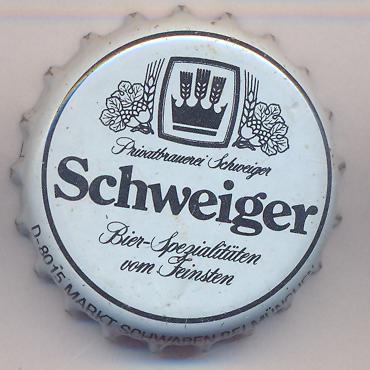 Privatbrauerei Schweiger
Schweiger
Bier-Spezialitäten
vom Feinsten
D-8015 MARKT SCHWABEN BEI MÜNCHEN